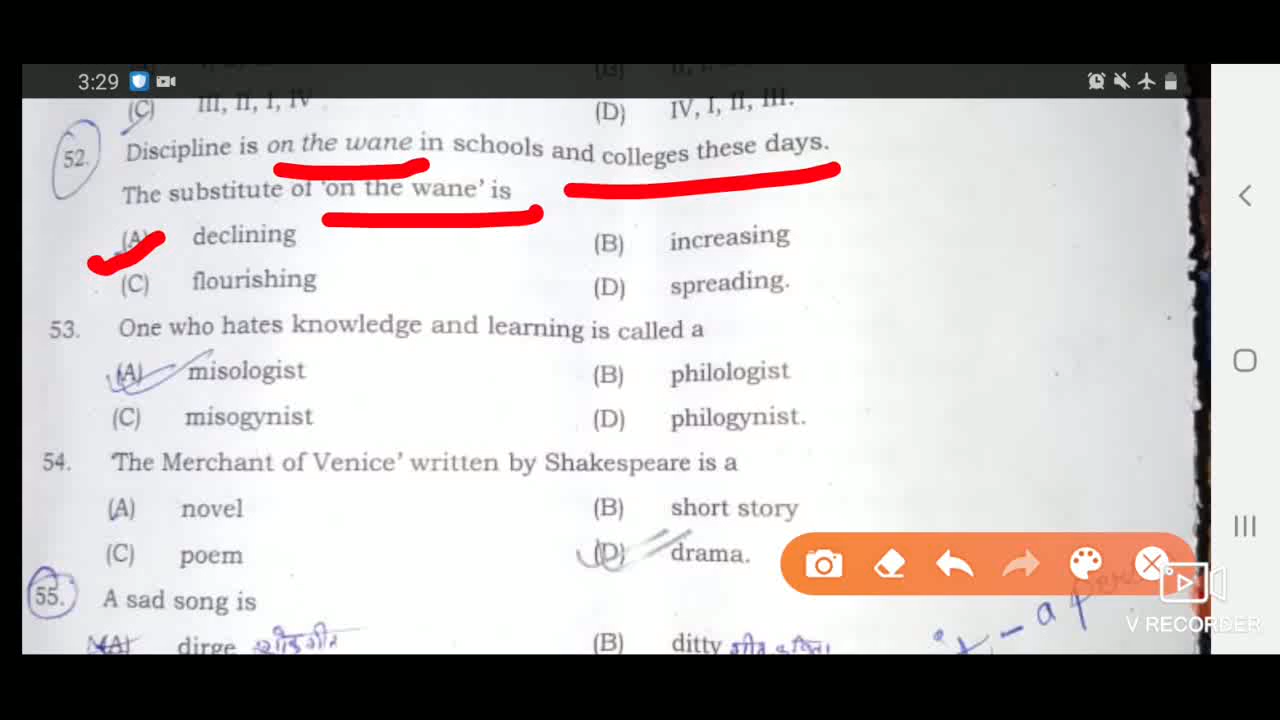 3:29
(C) III, II, I, IV (D) IV, I, II, III.
52. Discipline is on the wane in schools and colleges these days.
The substitute of 'on the wane' is
(A) declining (B) increasing
(C) flourishing (D) spreading.
53. One who hates knowledge and learning is called a
(A) misologist (B) philologist
(C) misogynist (D) philogynist.
54. 'The Merchant of Venice' written by Shakespeare is a
(A) novel (B) short story
(C) poem (D) drama.
V RECORDER
55. A sad song is
(A) dirge (B) ditty